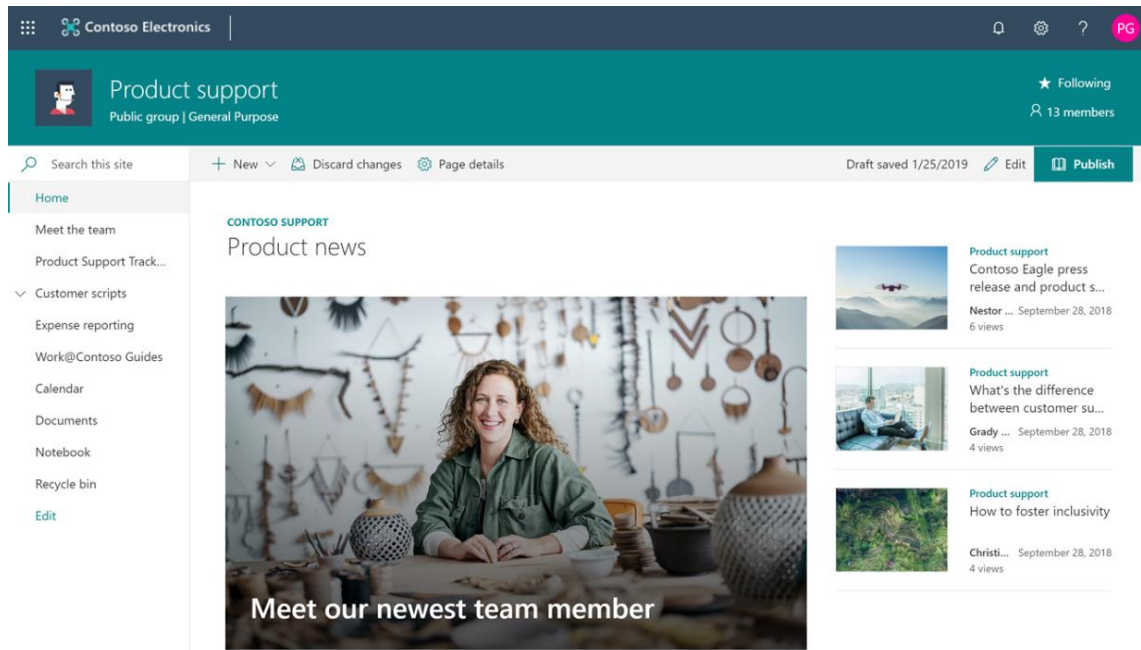 Contoso Electronics
PG
Product support
Public group | General Purpose
Following
13 members
Search this site
New
Discard changes
Page details
Draft saved 1/25/2019
Edit
Publish
Home
Meet the team
Product Support Track...
Customer scripts
Expense reporting
Work@Contoso Guides
Calendar
Documents
Notebook
Recycle bin
Edit
CONTOSO SUPPORT
Product news
Meet our newest team member
Product support
Contoso Eagle press
release and product s...
Nestor ... September 28, 2018
6 views
Product support
What's the difference
between customer su...
Grady ... September 28, 2018
4 views
Product support
How to foster inclusivity
Christi... September 28, 2018
4 views